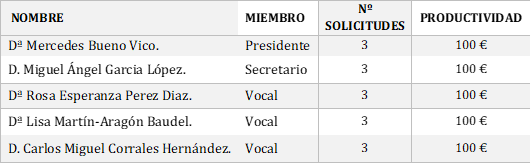 NOMBRE MIEMBRO Nº SOLICITUDES PRODUCTIVIDAD
Dª Mercedes Bueno Vico. Presidente 3 100 €
D. Miguel Ángel Garcia López. Secretario 3 100 €
Dª Rosa Esperanza Perez Diaz. Vocal 3 100 €
Dª Lisa Martín-Aragón Baudel. Vocal 3 100 €
D. Carlos Miguel Corrales Hernández. Vocal 3 100 €